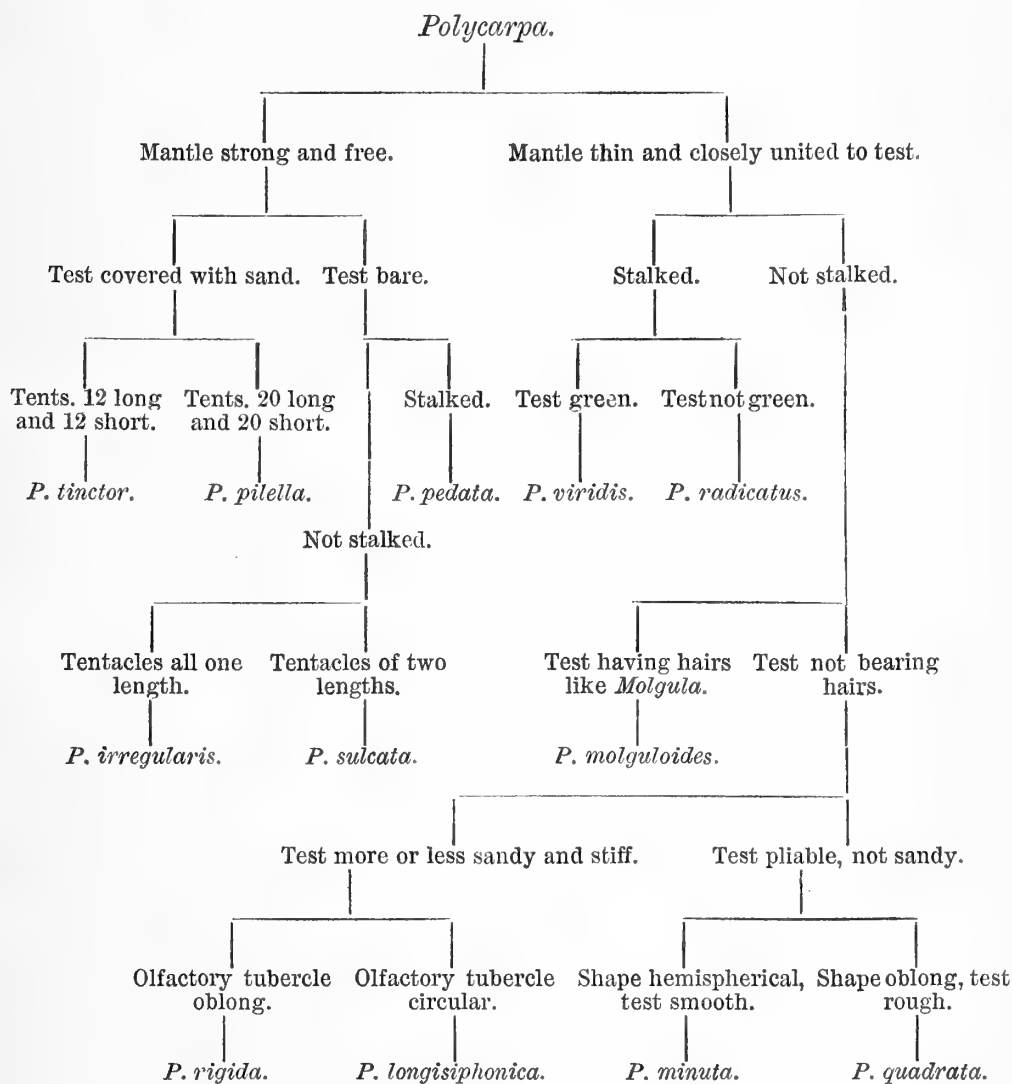 Polycarpa.
Mantle strong and free.
Mantle thin and closely united to test.
Test covered with sand.
Test bare.
Stalked.
Not stalked.
Tents. 12 long
and 12 short.
Tents. 20 long
and 20 short.
Stalked.
Test green.
Test not green.
P. tinctor.
P. pilella.
P. pedata.
P. viridis.
P. radicatus.
Not stalked.
Tentacles all one
length.
Tentacles of two
lengths.
Test having hairs
like Molgula.
Test not bearing
hairs.
P. irregularis.
P. sulcata.
P. molguloides.
Test more or less sandy and stiff.
Test pliable, not sandy.
Olfactory tubercle
oblong.
Olfactory tubercle
circular.
Shape hemispherical,
test smooth.
Shape oblong, test
rough.
P. rigida.
P. longisiphonica.
P. minuta.
P. quadrata.